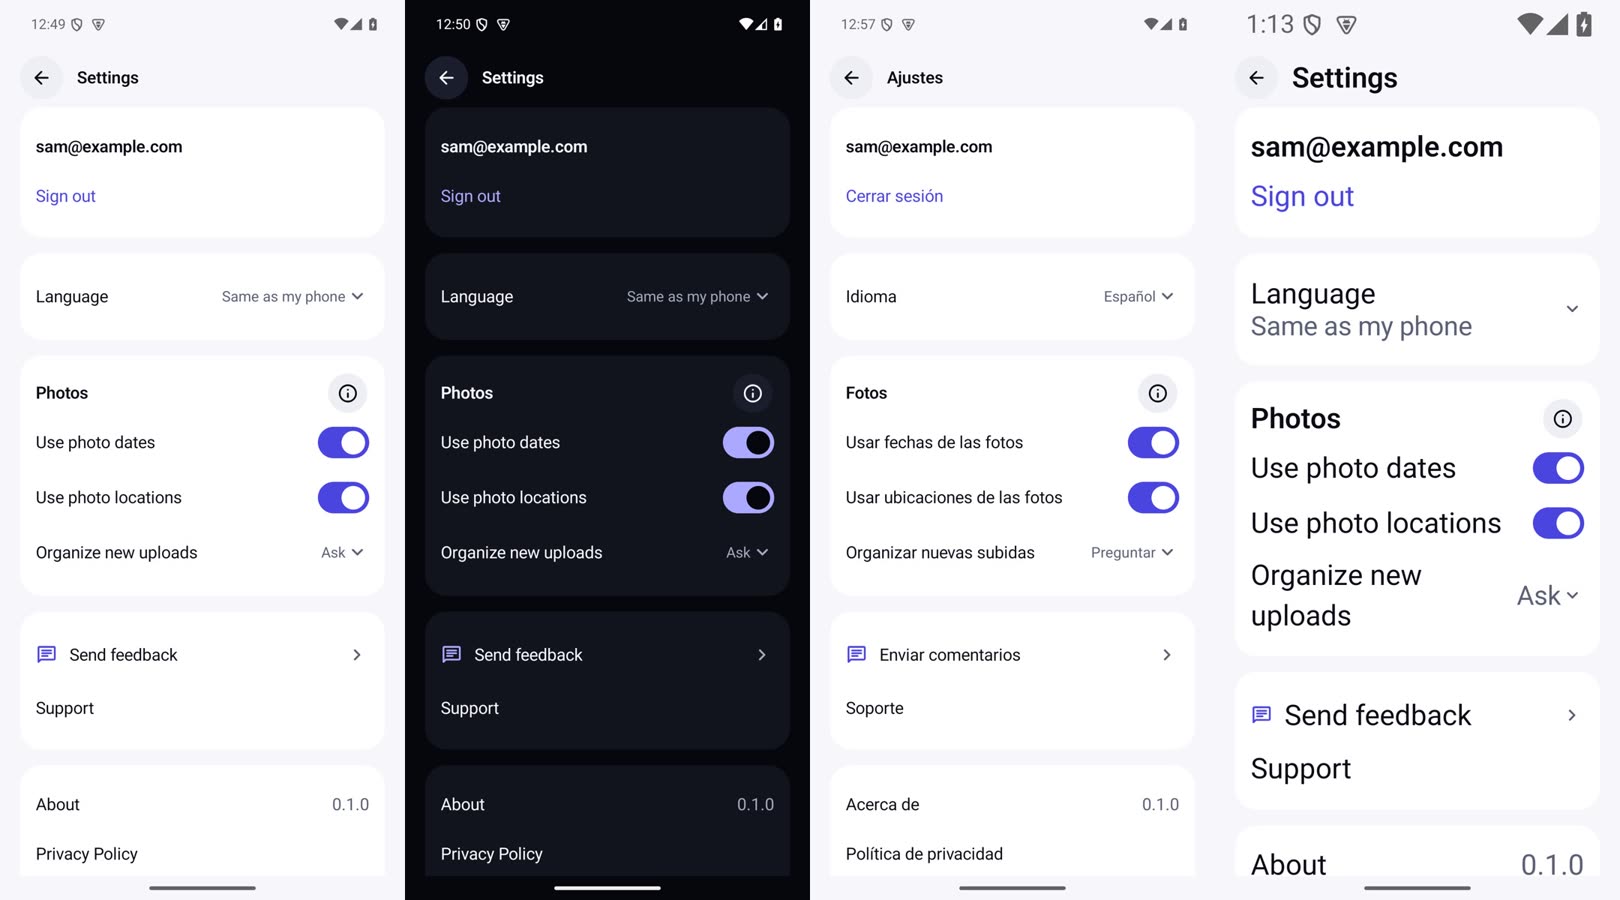 12:49
Settings
sam@example.com
Sign out
Language Same as my phone
Photos
Use photo dates
Use photo locations
Organize new uploads Ask
Send feedback
Support
About 0.1.0
Privacy Policy
12:50
Settings
sam@example.com
Sign out
Language Same as my phone
Photos
Use photo dates
Use photo locations
Organize new uploads Ask
Send feedback
Support
About 0.1.0
Privacy Policy
12:57
Ajustes
sam@example.com
Cerrar sesión
Idioma Español
Fotos
Usar fechas de las fotos
Usar ubicaciones de las fotos
Organizar nuevas subidas Preguntar
Enviar comentarios
Soporte
Acerca de 0.1.0
Política de privacidad
1:13
Settings
sam@example.com
Sign out
Language
Same as my phone
Photos
Use photo dates
Use photo locations
Organize new
uploads Ask
Send feedback
Support
About 0.1.0